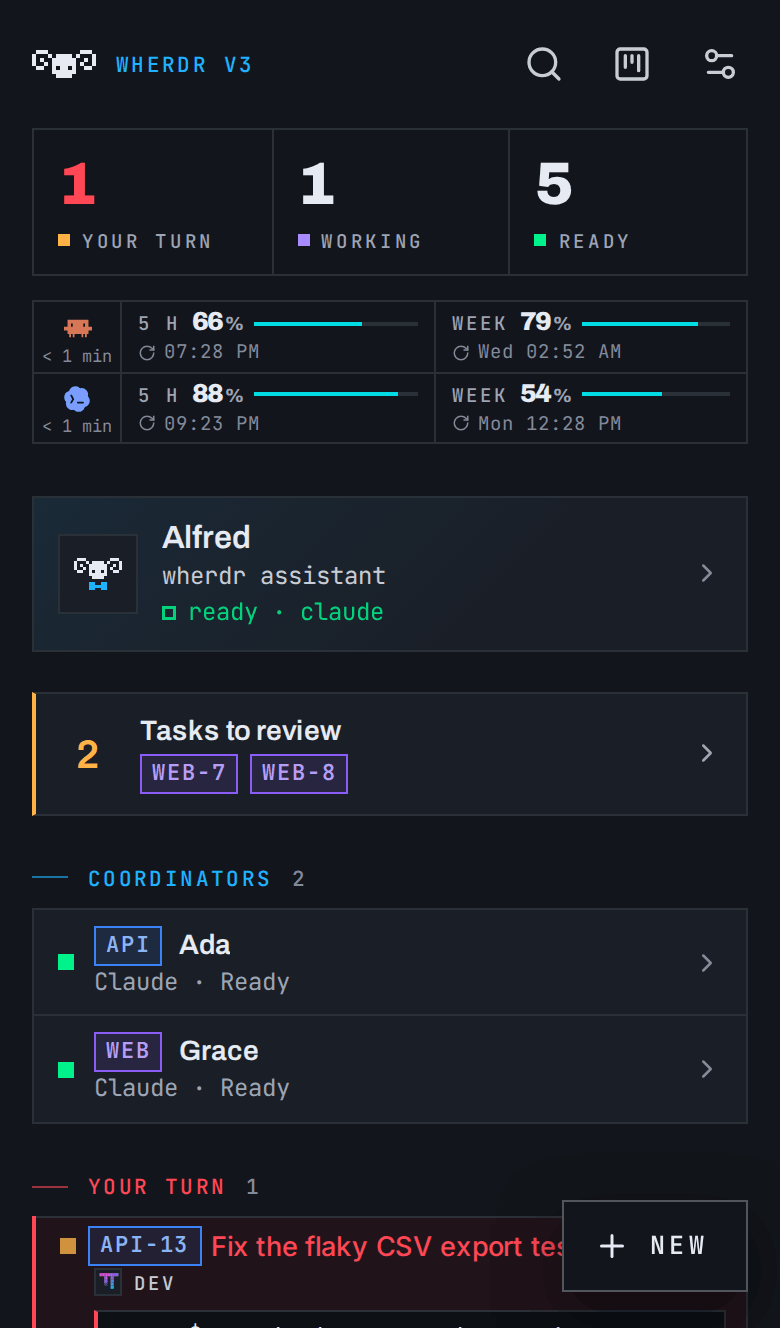 WHERDR V3
1 1 5
YOUR TURN WORKING READY
5 H 66% WEEK 79%
< 1 min 07:28 PM Wed 02:52 AM
5 H 88% WEEK 54%
< 1 min 09:23 PM Mon 12:28 PM
Alfred
wherdr assistant
ready · claude
2 Tasks to review
WEB-7 WEB-8
COORDINATORS 2
API Ada
Claude · Ready
WEB Grace
Claude · Ready
YOUR TURN 1
API-13 Fix the flaky CSV export
DEV
+ NEW